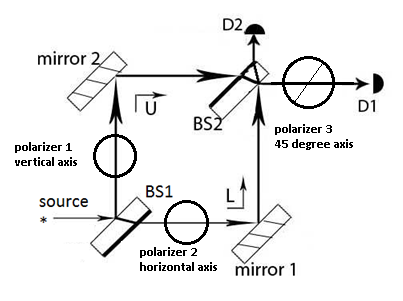 D2
mirror 2
U
BS2
D1
polarizer 3
45 degree axis
polarizer 1
vertical axis
source
*
BS1
L
polarizer 2
horizontal axis
mirror 1